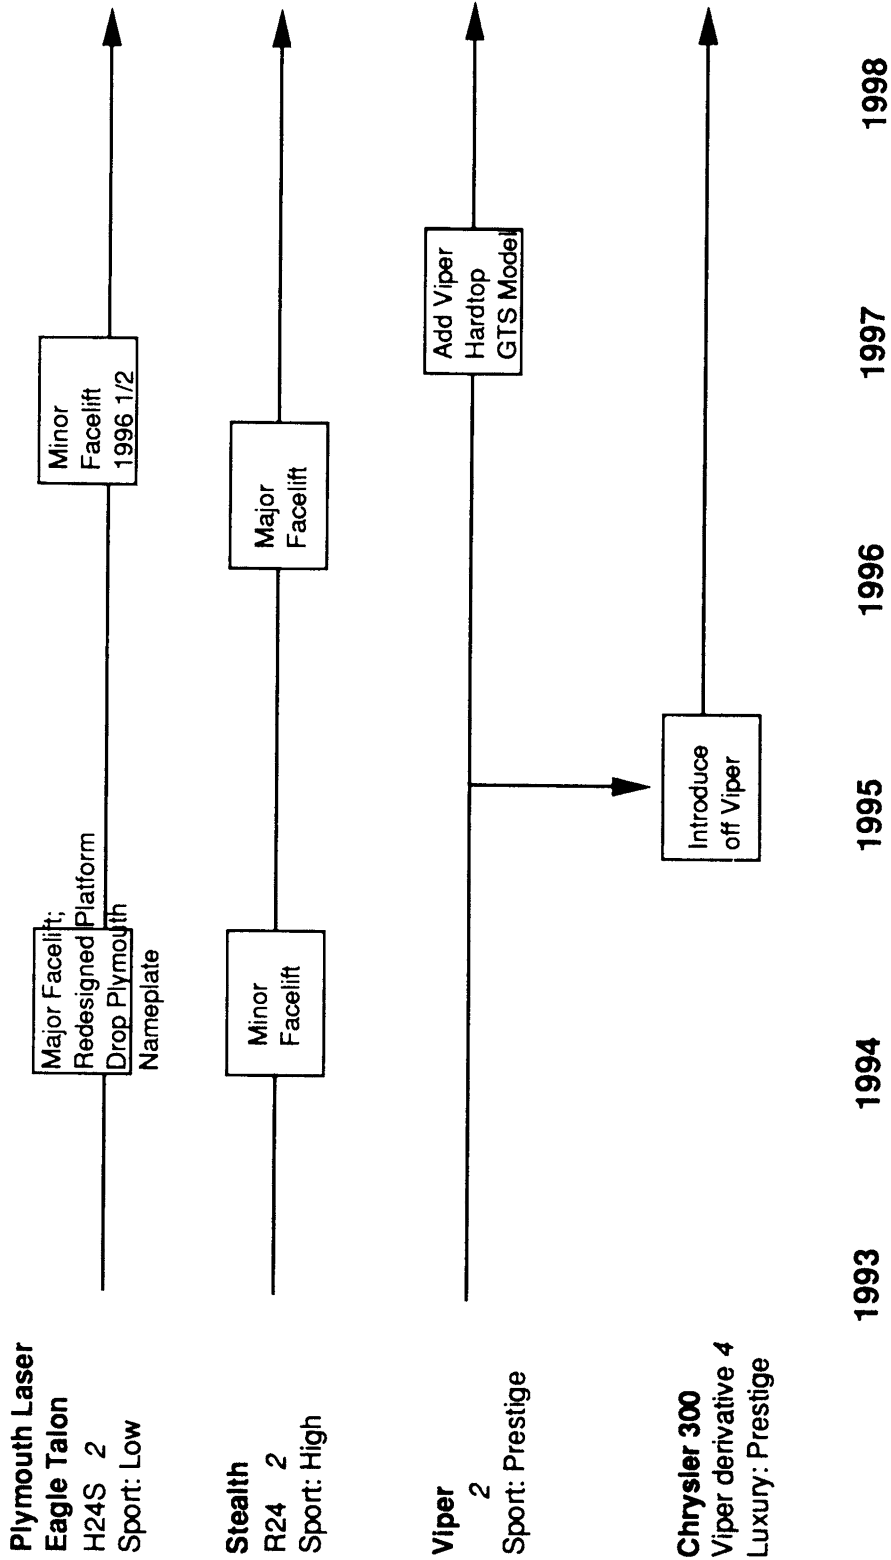 Plymouth Laser
Eagle Talon
H24S 2
Sport: Low
Major Facelift;
Redesigned Platform
Drop Plymouth
Nameplate
Minor
Facelift
1996 1/2
Stealth
R24 2
Sport: High
Minor
Facelift
Major
Facelift
Viper
2
Sport: Prestige
Add Viper
Hardtop
GTS Model
Chrysler 300
Viper derivative 4
Luxury: Prestige
Introduce
off Viper
1993 1994 1995 1996 1997 1998